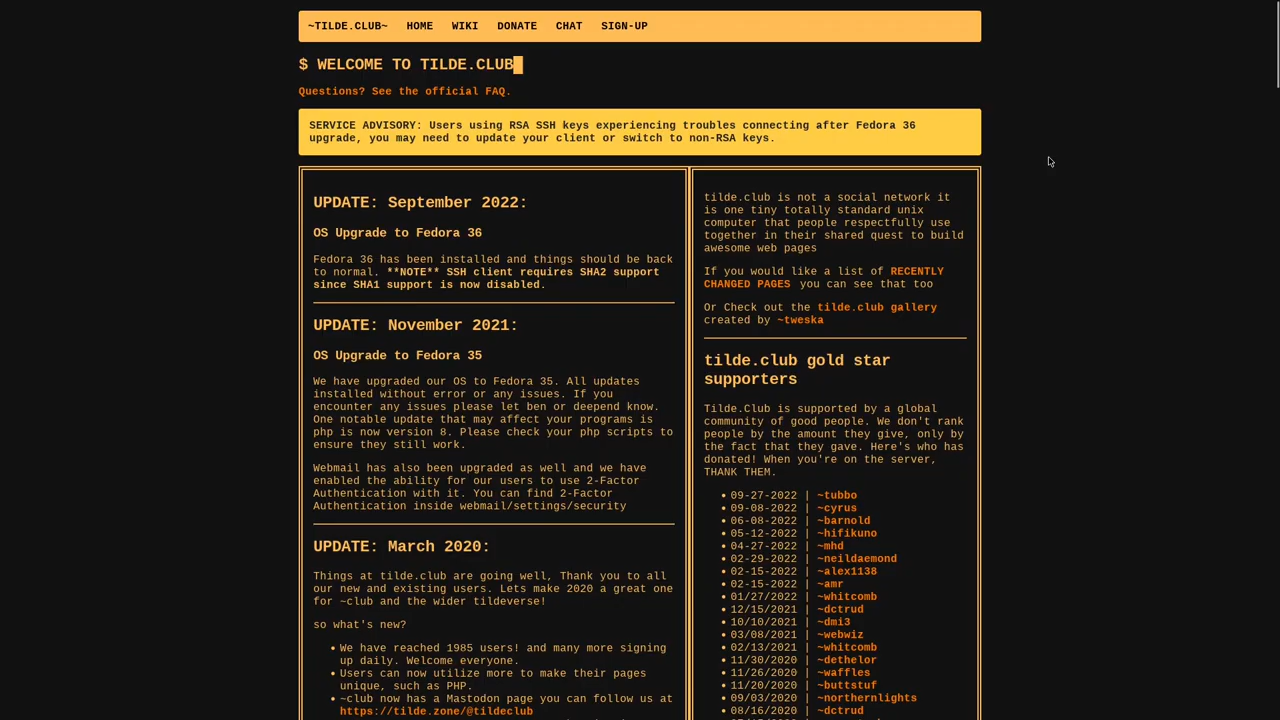 ~TILDE.CLUB~ HOME WIKI DONATE CHAT SIGN-UP
$ WELCOME TO TILDE.CLUB
Questions? See the official FAQ.
SERVICE ADVISORY: Users using RSA SSH keys experiencing troubles connecting after Fedora 36
upgrade, you may need to update your client or switch to non-RSA keys.
UPDATE: September 2022:
OS Upgrade to Fedora 36
Fedora 36 has been installed and things should be back
to normal. **NOTE** SSH client requires SHA2 support
since SHA1 support is now disabled.
UPDATE: November 2021:
OS Upgrade to Fedora 35
We have upgraded our OS to Fedora 35. All updates
installed without error or any issues. If you
encounter any issues please let ben or deepend know.
One notable update that may affect your programs is
php is now version 8. Please check your php scripts to
ensure they still work.
Webmail has also been upgraded as well and we have
enabled the ability for our users to use 2-Factor
Authentication with it. You can find 2-Factor
Authentication inside webmail/settings/security
UPDATE: March 2020:
Things at tilde.club are going well, Thank you to all
our new and existing users. Lets make 2020 a great one
for ~club and the wider tildeverse!
so what's new?
• We have reached 1985 users! and many more signing
up daily. Welcome everyone.
• Users can now utilize more to make their pages
unique, such as PHP.
• ~club now has a Mastodon page you can follow us at
https://tilde.zone/@tildeclub
tilde.club is not a social network it
is one tiny totally standard unix
computer that people respectfully use
together in their shared quest to build
awesome web pages
If you would like a list of RECENTLY
CHANGED PAGES you can see that too
Or Check out the tilde.club gallery
created by ~tweska
tilde.club gold star
supporters
Tilde.Club is supported by a global
community of good people. We don't rank
people by the amount they give, only by
the fact that they gave. Here's who has
donated! When you're on the server,
THANK THEM.
• 09-27-2022 | ~tubbo
• 09-08-2022 | ~cyrus
• 06-08-2022 | ~barnold
• 05-12-2022 | ~hifikuno
• 04-27-2022 | ~mhd
• 02-29-2022 | ~neildaemond
• 02-15-2022 | ~alex1138
• 02-15-2022 | ~amr
• 01/27/2022 | ~whitcomb
• 12/15/2021 | ~dctrud
• 10/10/2021 | ~dmi3
• 03/08/2021 | ~webwiz
• 02/13/2021 | ~whitcomb
• 11/30/2020 | ~dethelor
• 11/26/2020 | ~waffles
• 11/20/2020 | ~buttstuf
• 09/03/2020 | ~northernlights
• 08/16/2020 | ~dctrud